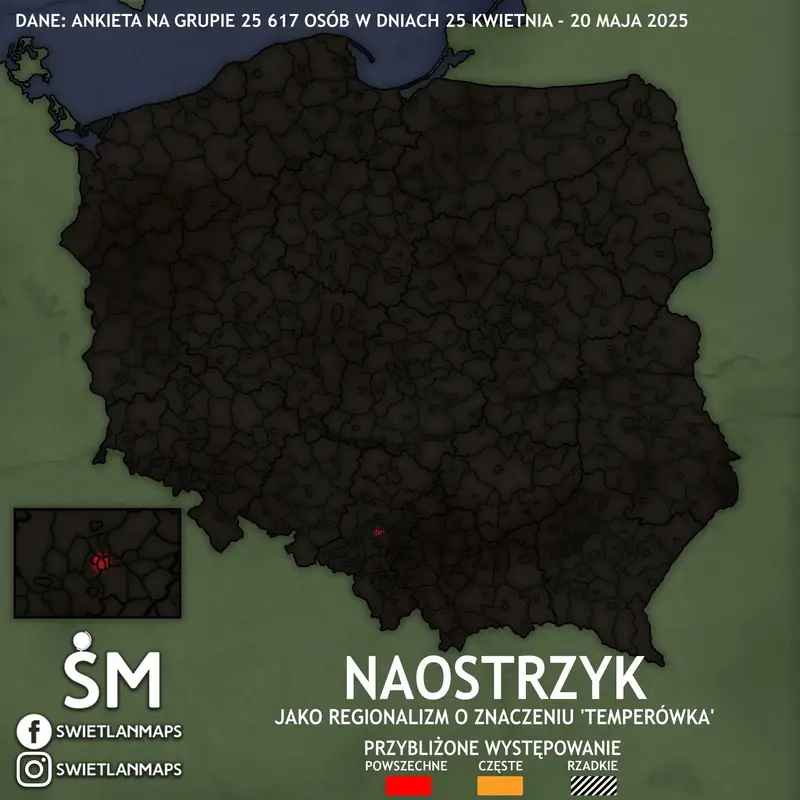 DANE: ANKIETA NA GRUPIE 25 617 OSÓB W DNIACH 25 KWIETNIA - 20 MAJA 2025
ŚM
SWIETLANMAPS
SWIETLANMAPS
NAOSTRZYK
JAKO REGIONALIZM O ZNACZENIU 'TEMPERÓWKA'
PRZYBLIŻONE WYSTĘPOWANIE
POWSZECHNE CZĘSTE RZADKIE